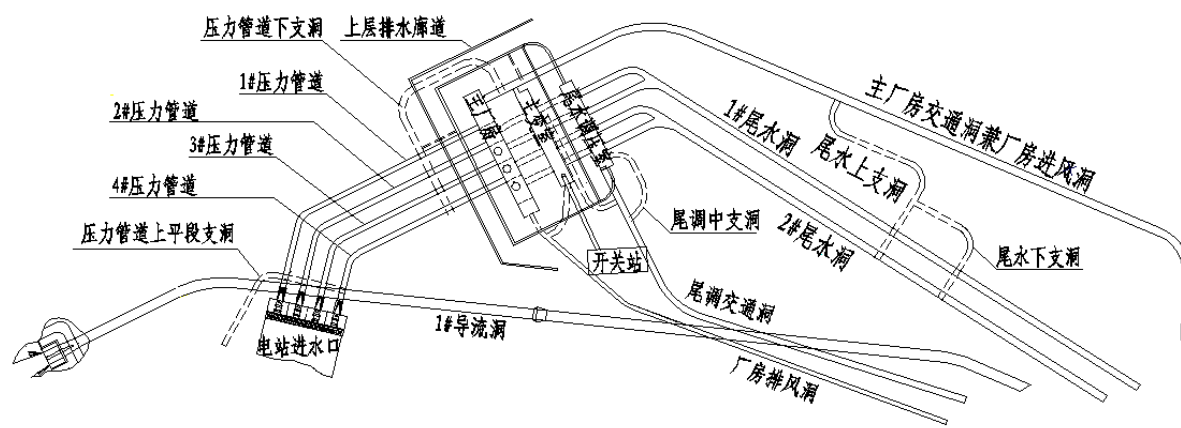 压力管道下支洞
上层排水廊道
1#压力管道
2#压力管道
3#压力管道
4#压力管道
压力管道上平段支洞
主厂房
主变室
尾水调压室
主厂房交通洞兼厂房进风洞
1#尾水洞
尾水上支洞
2#尾水洞
尾调中支洞
尾水下支洞
开关站
尾调交通洞
1#导流洞
电站进水口
厂房排风洞